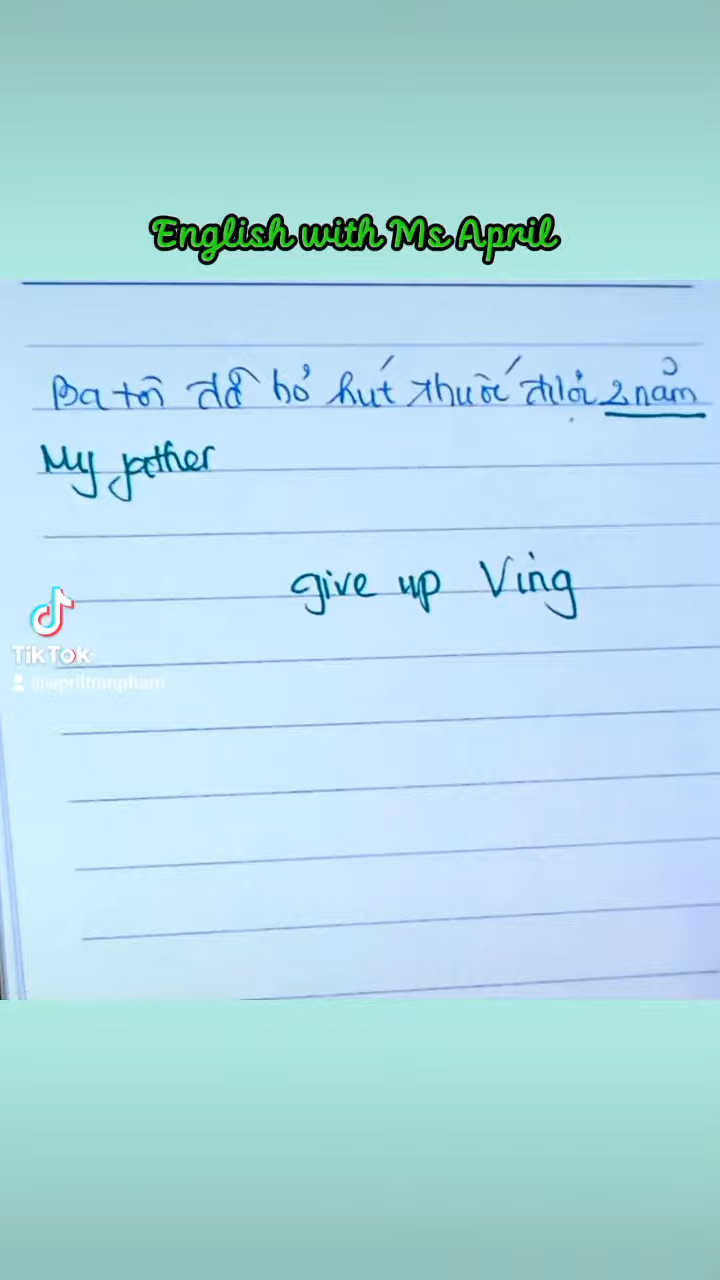 English with Ms April
Ba tôi đã bỏ hút thuốc được 2 năm
My father
give up Ving
TikTok
@apriltranpham